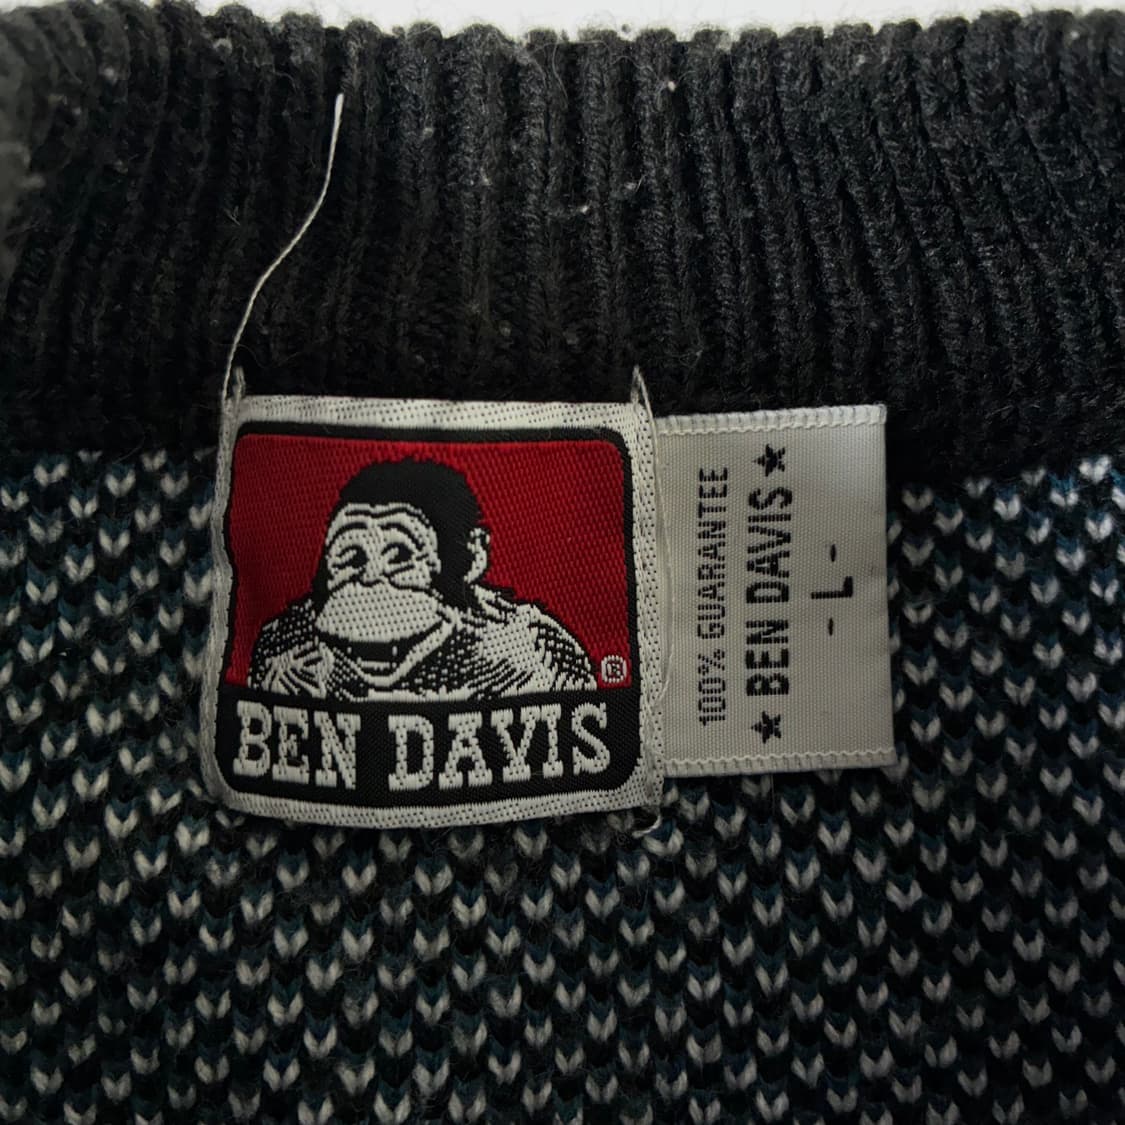 BEN DAVIS
®
100% GUARANTEE
★ BEN DAVIS ★
- L -